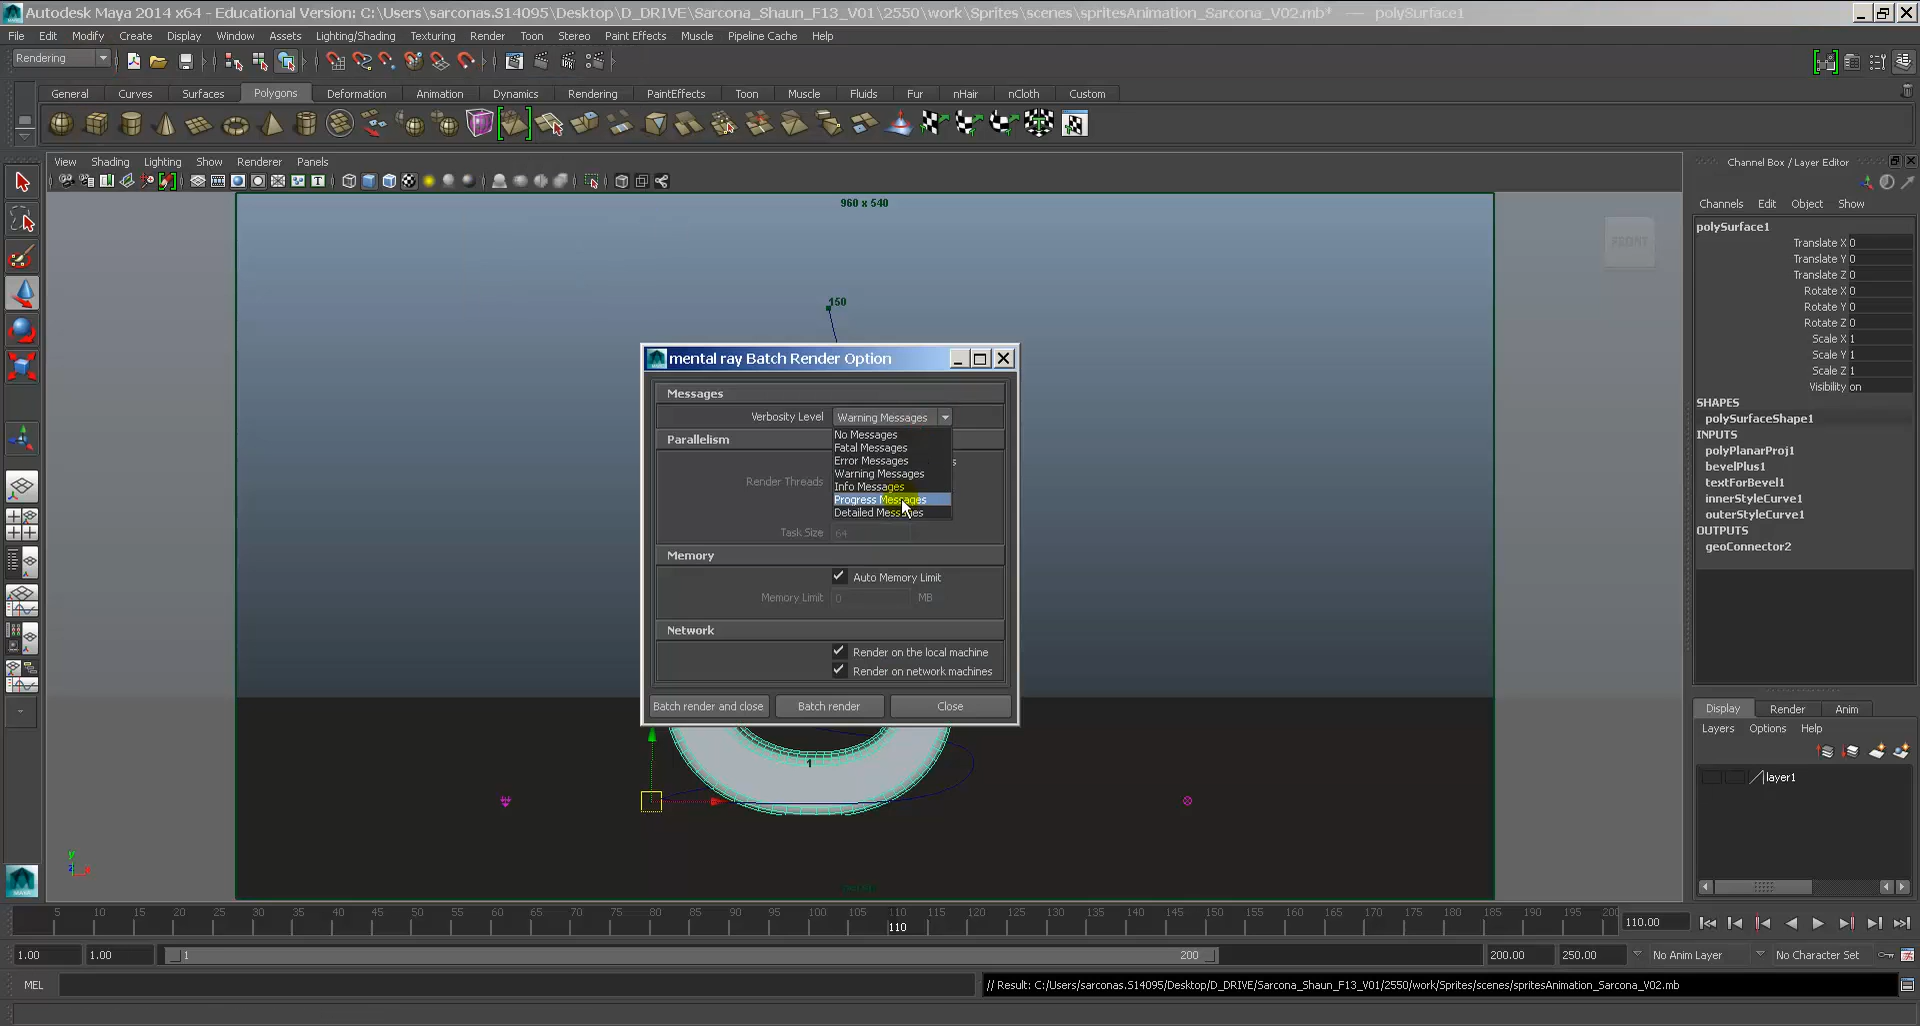 Autodesk Maya 2014 x64 - Educational Version: C:\Users\sarconas.S14095\Desktop\D_DRIVE\Sarcona_Shaun_F13_V01\2550\work\Sprites\scenes\spritesAnimation_Sarcona_V02.mb* --- polySurface1
File Edit Modify Create Display Window Assets Lighting/Shading Texturing Render Toon Stereo Paint Effects Muscle Pipeline Cache Help
Rendering
General Curves Surfaces Polygons Deformation Animation Dynamics Rendering PaintEffects Toon Muscle Fluids Fur nHair nCloth Custom
View Shading Lighting Show Renderer Panels
Channel Box / Layer Editor
960 x 540
FRONT
150
Channels Edit Object Show
polySurface1
Translate X 0
Translate Y 0
Translate Z 0
Rotate X 0
Rotate Y 0
Rotate Z 0
Scale X 1
Scale Y 1
Scale Z 1
Visibility on
SHAPES
polySurfaceShape1
INPUTS
polyPlanarProj1
bevelPlus1
textForBevel1
innerStyleCurve1
outerStyleCurve1
OUTPUTS
geoConnector2
mental ray Batch Render Option
Messages
Verbosity Level Warning Messages
No Messages
Fatal Messages
Error Messages
Warning Messages
Info Messages
Progress Messages
Detailed Messages
Parallelism
Render Threads
Task Size 64
Memory
Auto Memory Limit
Memory Limit 0 MB
Network
Render on the local machine
Render on network machines
Batch render and close Batch render Close
1
y
Display Render Anim
Layers Options Help
layer1
5 10 15 20 25 30 35 40 45 50 55 60 65 70 75 80 85 90 95 100 105 110 115 120 125 130 135 140 145 150 155 160 165 170 175 180 185 190 195 200
110
110.00
1.00 1.00 1 200 200.00 250.00 No Anim Layer No Character Set
MEL // Result: C:/Users/sarconas.S14095/Desktop/D_DRIVE/Sarcona_Shaun_F13_V01/2550/work/Sprites/scenes/spritesAnimation_Sarcona_V02.mb